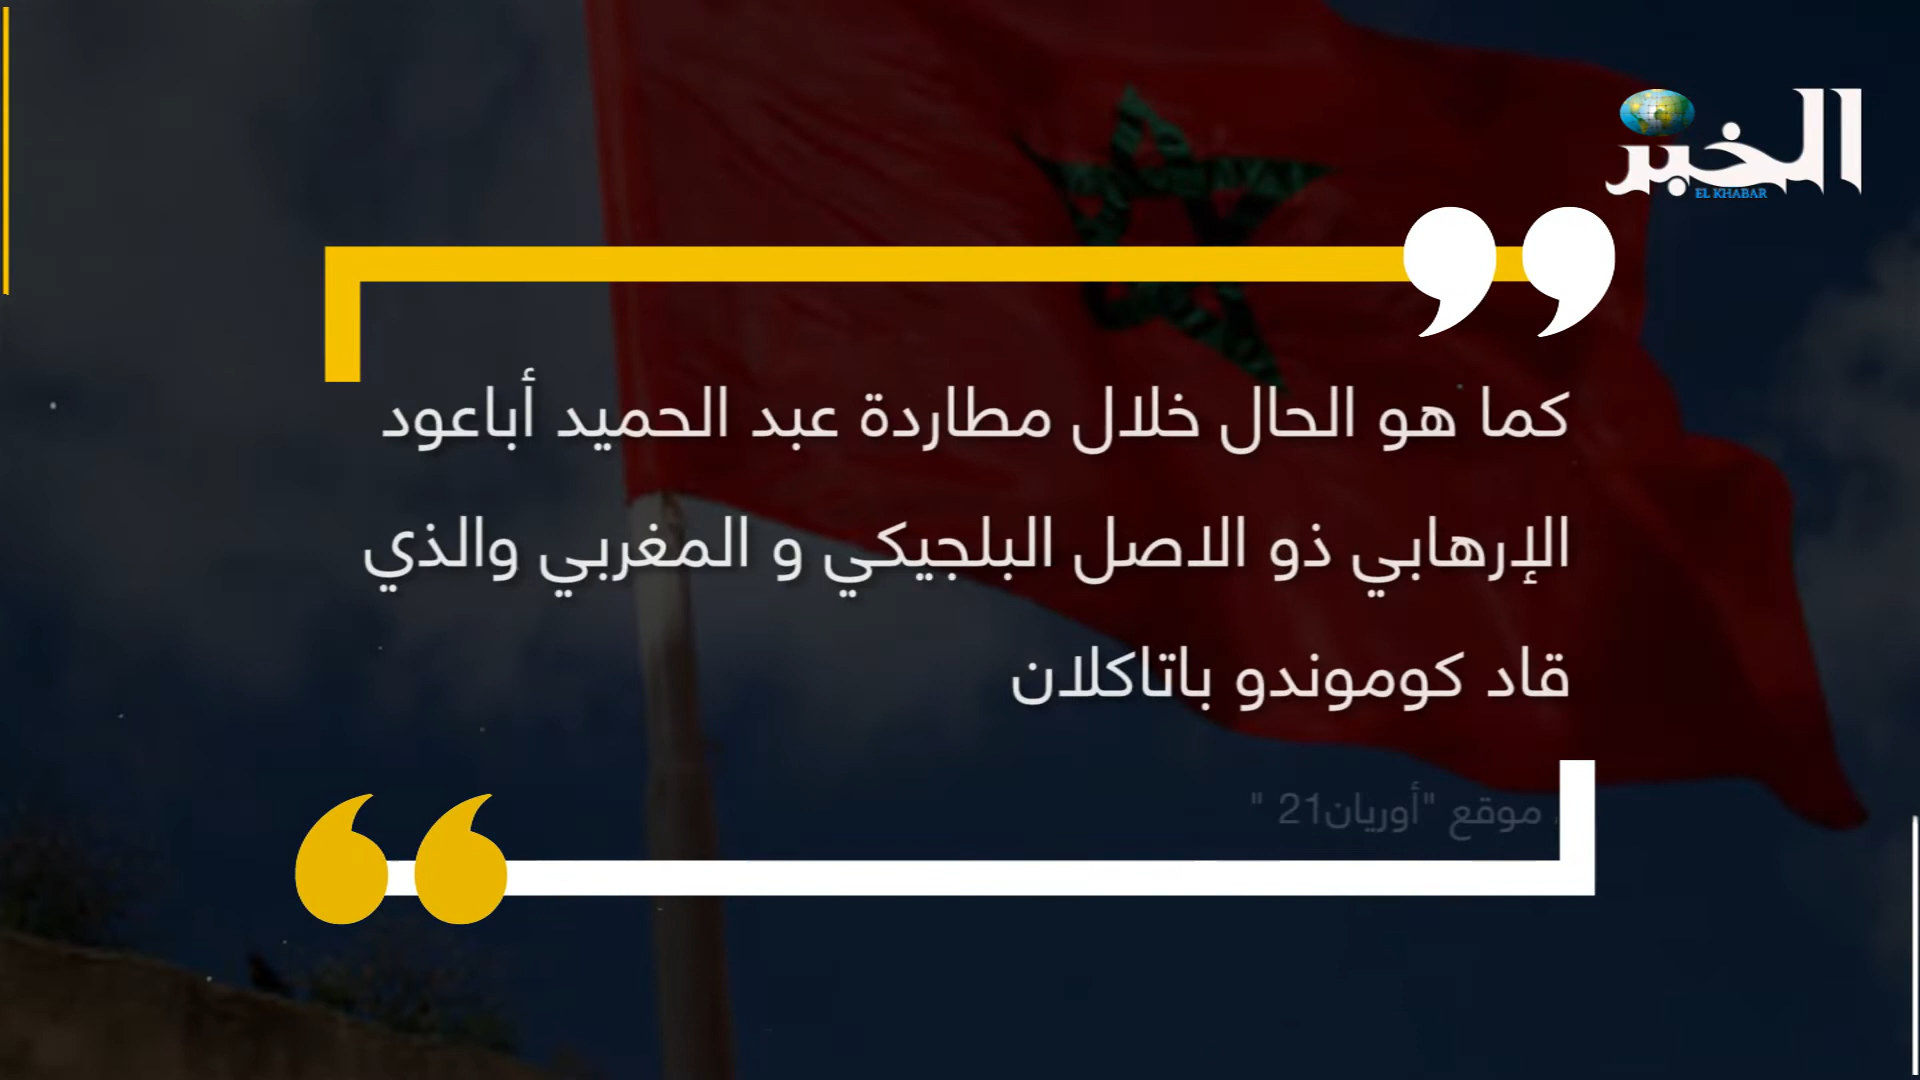 الخبر
EL KHABAR
كما هو الحال خلال مطاردة عبد الحميد أباعود
الإرهابي ذو الاصل البلجيكي و المغربي والذي
قاد كوموندو باتاكلان
موقع "أوريان21 "